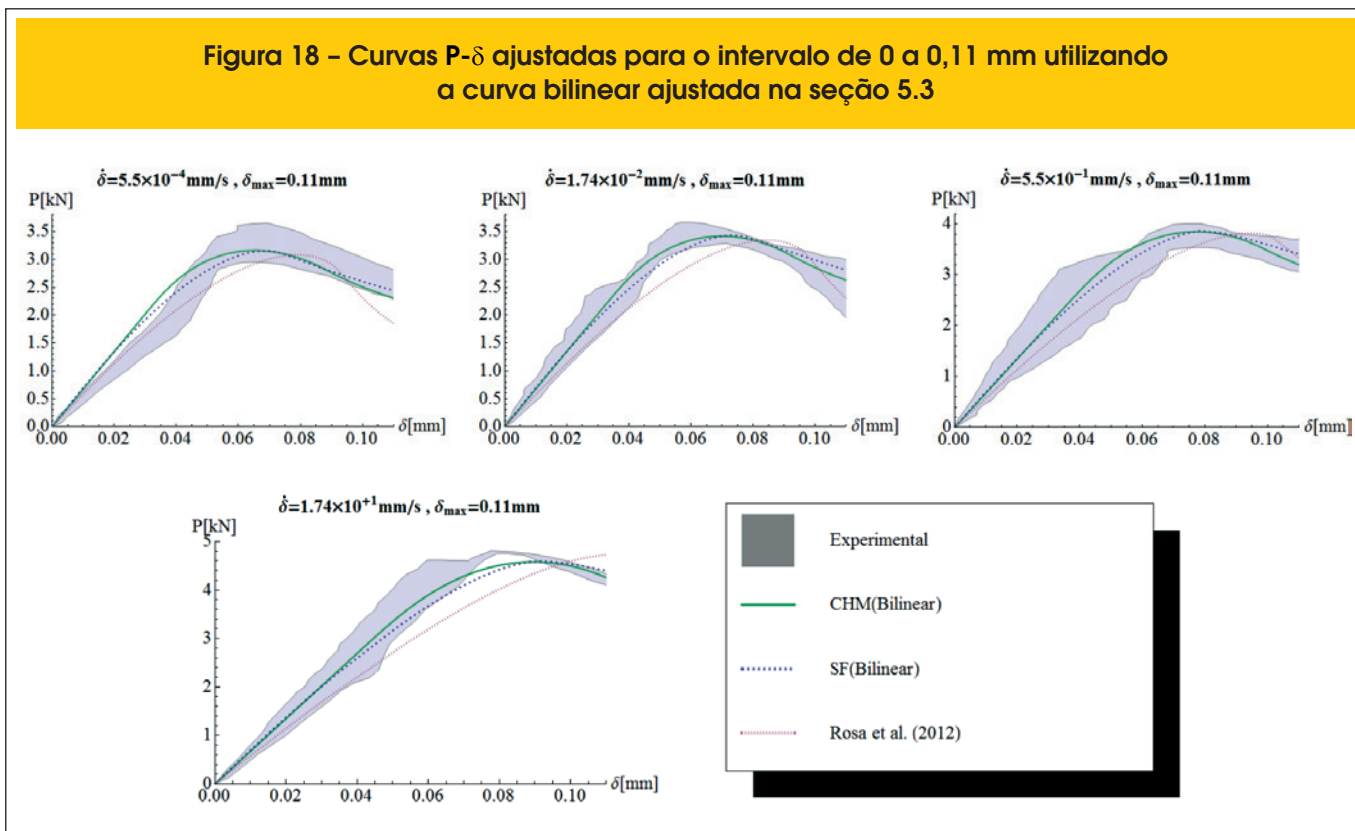 Figura 18 – Curvas P-δ ajustadas para o intervalo de 0 a 0,11 mm utilizando
a curva bilinear ajustada na seção 5.3
δ̇=5.5×10⁻⁴mm/s , δmax=0.11mm
P[kN]
3.5
3.0
2.5
2.0
1.5
1.0
0.5
0.0
0.00 0.02 0.04 0.06 0.08 0.10 δ[mm]
δ̇=1.74×10⁻²mm/s , δmax=0.11mm
P[kN]
3.5
3.0
2.5
2.0
1.5
1.0
0.5
0.0
0.00 0.02 0.04 0.06 0.08 0.10 δ[mm]
δ̇=5.5×10⁻¹mm/s , δmax=0.11mm
P[kN]
4
3
2
1
0
0.00 0.02 0.04 0.06 0.08 0.10 δ[mm]
δ̇=1.74×10⁺¹mm/s , δmax=0.11mm
P[kN]
5
4
3
2
1
0
0.00 0.02 0.04 0.06 0.08 0.10 δ[mm]
Experimental
CHM(Bilinear)
SF(Bilinear)
Rosa et al. (2012)